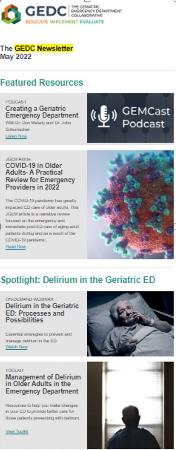 GEDC
THE GERIATRIC
EMERGENCY DEPARTMENT
COLLABORATIVE
EDUCATE IMPLEMENT EVALUATE
The GEDC Newsletter
May 2022
Featured Resources
PODCAST
Creating a Geriatric
Emergency Department
With Dr. Don Melady and Dr. John
Schumacher
Listen Now
GEMCast
Podcast
JGEM Article
COVID-19 in Older
Adults- A Practical
Review for Emergency
Providers in 2022
The COVID-19 pandemic has greatly
impacted ED care of older adults. This
JGEM article is a narrative review
focused on the emergency and
immediate post-ED care of aging adult
patients during and as a result of the
COVID-19 pandemic.
Read Now
Spotlight: Delirium in the Geriatric ED
ON-DEMAND WEBINAR
Delirium in the Geriatric
ED: Processes and
Possibilities
Essential strategies to prevent and
manage delirium in the ED
Watch Now
TOOLKIT
Management of Delirium
in Older Adults in the
Emergency Department
Resources to help you make changes
in your ED to provide better care for
those patients presenting with delirium.
View Toolkit